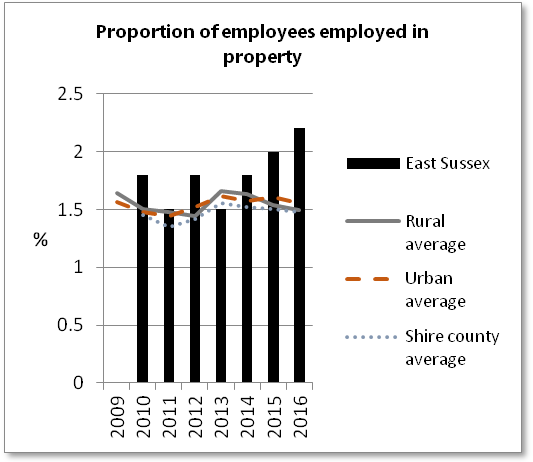 Proportion of employees employed in
property
2.5
2
1.5
1
0.5
0
%
2009
2010
2011
2012
2013
2014
2015
2016
East Sussex
Rural
average
Urban
average
Shire county
average